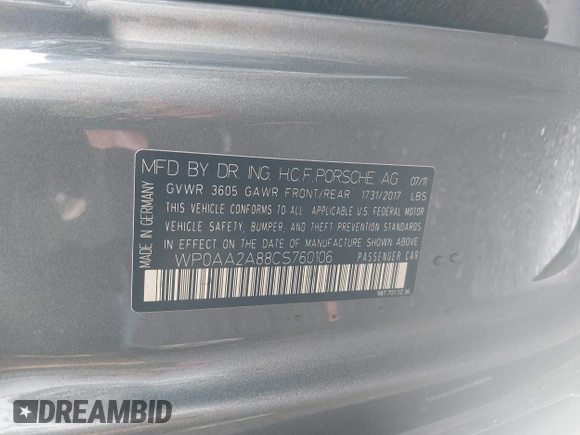 MFD BY DR. ING. H.C.F. PORSCHE AG 07/11
GVWR 3605 GAWR FRONT/REAR 1731/2017 LBS
THIS VEHICLE CONFORMS TO ALL APPLICABLE U.S. FEDERAL MOTOR
VEHICLE SAFETY, BUMPER, AND THEFT PREVENTION STANDARDS
IN EFFECT ON THE DATE OF MANUFACTURE SHOWN ABOVE
WP0AA2A88CS760106 PASSENGER CAR
MADE IN GERMANY
DREAMBID